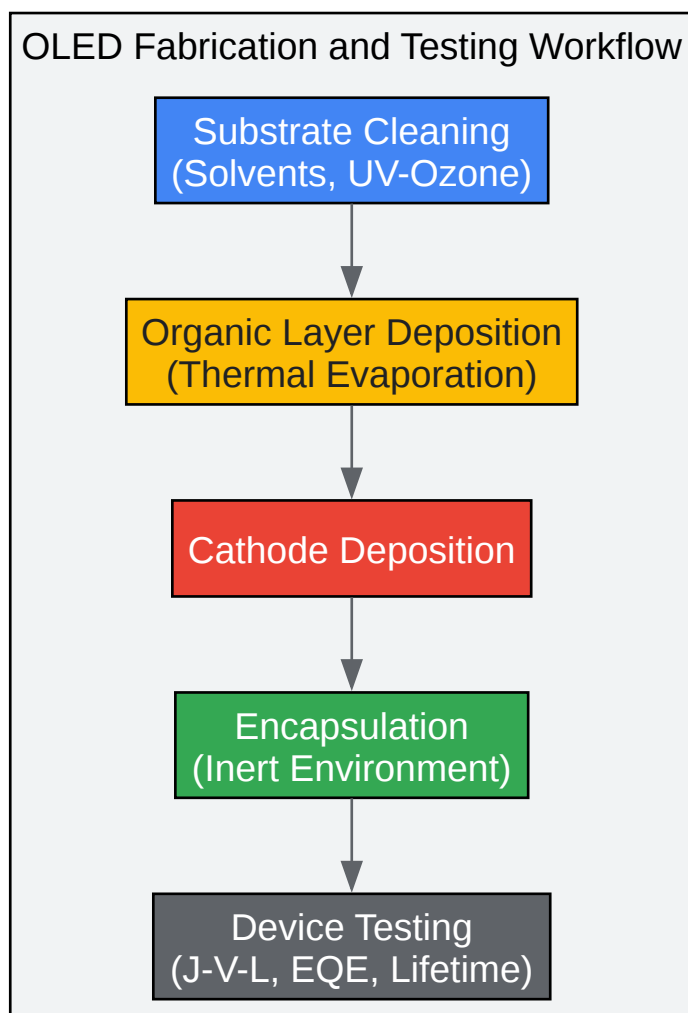 OLED Fabrication and Testing Workflow
Substrate Cleaning
(Solvents, UV-Ozone)
Organic Layer Deposition
(Thermal Evaporation)
Cathode Deposition
Encapsulation
(Inert Environment)
Device Testing
(J-V-L, EQE, Lifetime)